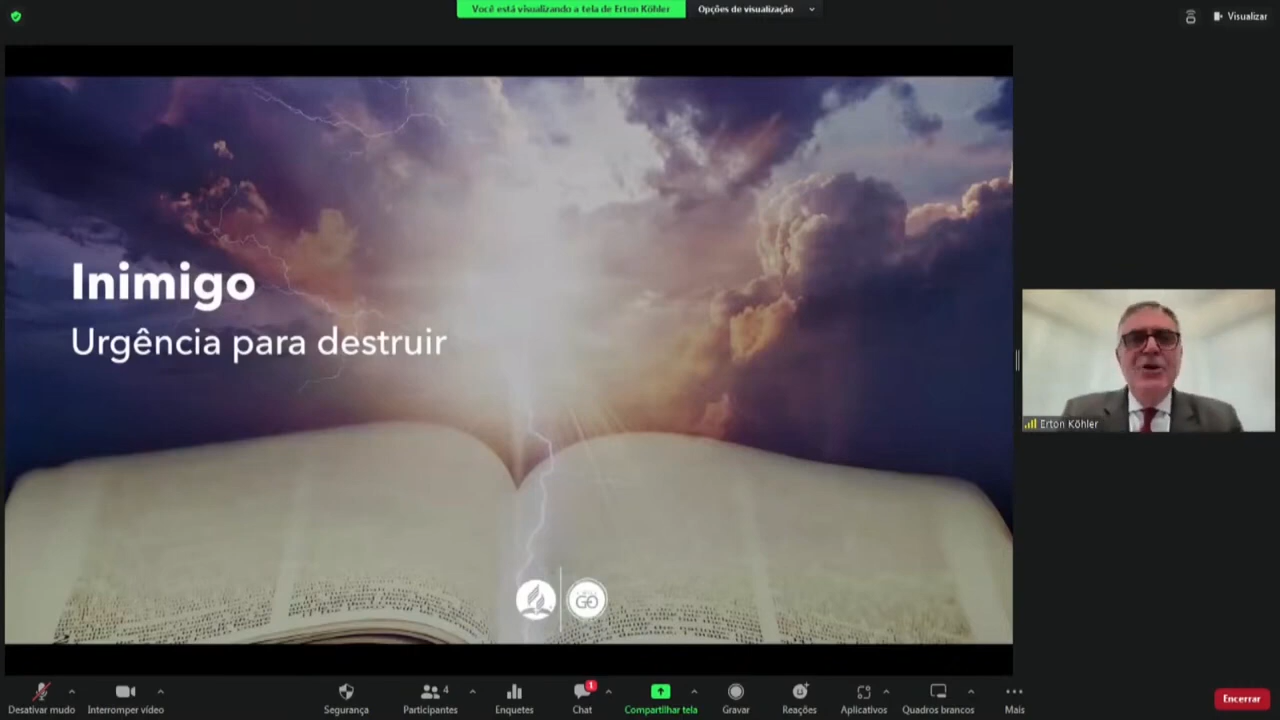 Você está visualizando a tela de Erton Köhler
Opções de visualização
Visualizar
Inimigo
Urgência para destruir
GO
Erton Köhler
Desativar mudo
Interromper vídeo
Segurança
Participantes
4
Enquetes
Chat
1
Compartilhar tela
Gravar
Reações
Aplicativos
Quadros brancos
Mais
Encerrar